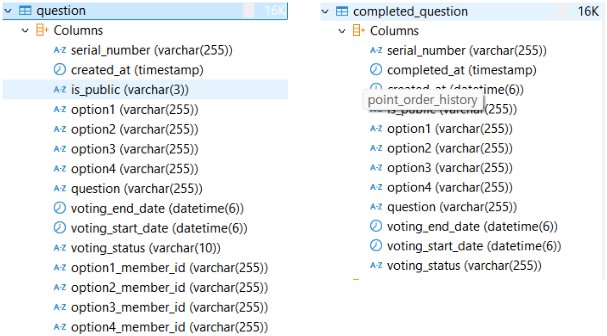 question 16K
Columns
A-Z serial_number (varchar(255))
created_at (timestamp)
A-Z is_public (varchar(3))
A-Z option1 (varchar(255))
A-Z option2 (varchar(255))
A-Z option3 (varchar(255))
A-Z option4 (varchar(255))
A-Z question (varchar(255))
voting_end_date (datetime(6))
voting_start_date (datetime(6))
A-Z voting_status (varchar(10))
A-Z option1_member_id (varchar(255))
A-Z option2_member_id (varchar(255))
A-Z option3_member_id (varchar(255))
A-Z option4_member_id (varchar(255))
completed_question 16K
Columns
A-Z serial_number (varchar(255))
completed_at (timestamp)
created_at (datetime(6))
point_order_history
A-Z is_public (varchar(255))
A-Z option1 (varchar(255))
A-Z option2 (varchar(255))
A-Z option3 (varchar(255))
A-Z option4 (varchar(255))
A-Z question (varchar(255))
voting_end_date (datetime(6))
voting_start_date (datetime(6))
A-Z voting_status (varchar(255))